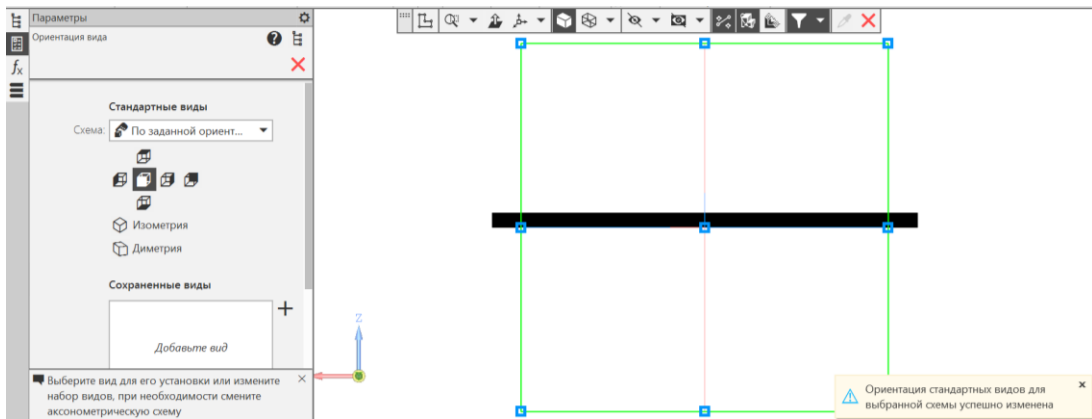 Параметры
Ориентация вида
Стандартные виды
Схема: По заданной ориент...
Изометрия
Диметрия
Сохраненные виды
Добавьте вид
Выберите вид для его установки или измените
набор видов, при необходимости смените
аксонометрическую схему
Z
Ориентация стандартных видов для
выбранной схемы успешно изменена